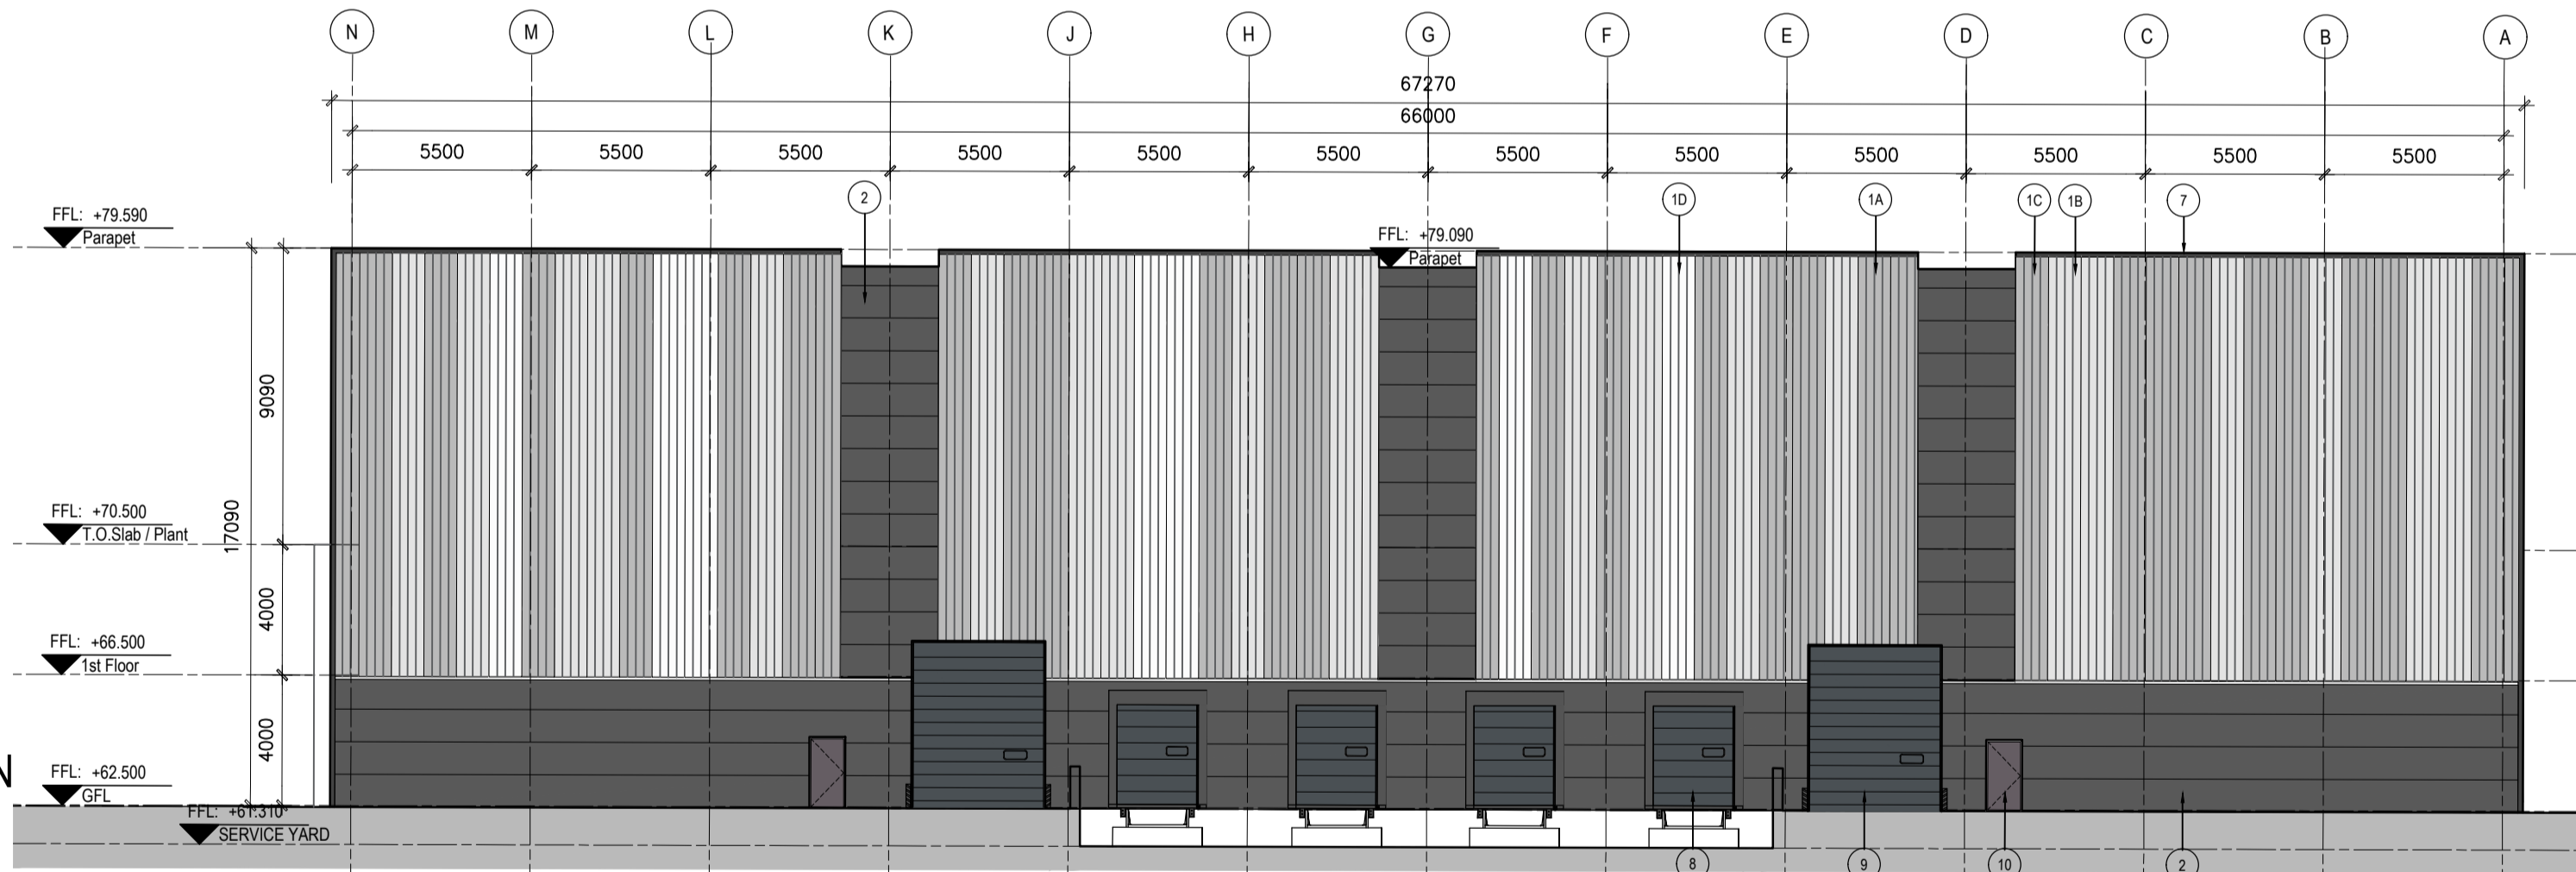 N M L K J H G F E D C B A
67270
66000
5500 5500 5500 5500 5500 5500 5500 5500 5500 5500 5500 5500
2 1D 1A 1C 1B 7
FFL: +79.590
Parapet
FFL: +79.090
Parapet
9090
FFL: +70.500
T.O.Slab / Plant
17090
4000
FFL: +66.500
1st Floor
4000
N
FFL: +62.500
GFL
FFL: +61.310
SERVICE YARD
8 9 10 2